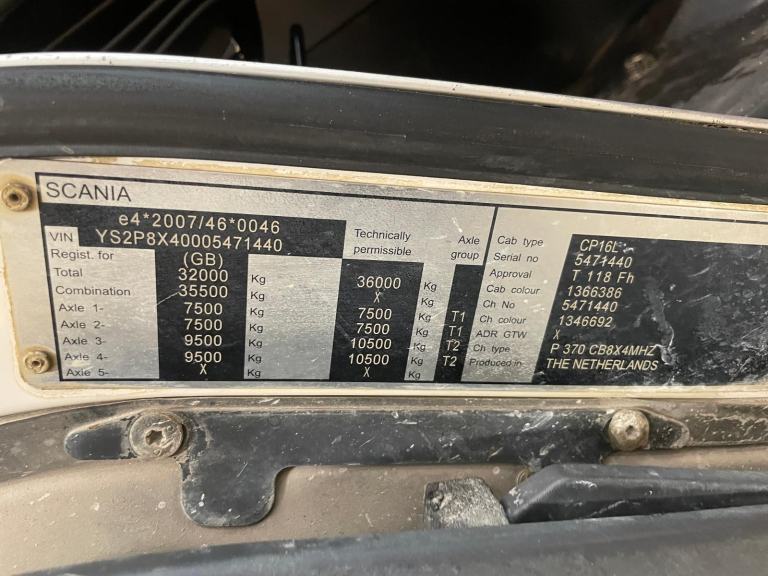 SCANIA
e4*2007/46*0046
VIN YS2P8X40005471440
Regist. for (GB) Technically permissible Axle group
Total 32000 Kg 36000 Kg
Combination 35500 Kg X Kg
Axle 1- 7500 Kg 7500 Kg T1
Axle 2- 7500 Kg 7500 Kg T1
Axle 3- 9500 Kg 10500 Kg T2
Axle 4- 9500 Kg 10500 Kg T2
Axle 5- X Kg X Kg
Cab type CP16L
Serial no 5471440
Approval T 118 Fh
Cab colour 1366386
Ch No 5471440
Ch colour 1346692
ADR GTW X
Ch type P 370 CB8X4MHZ
Produced in THE NETHERLANDS